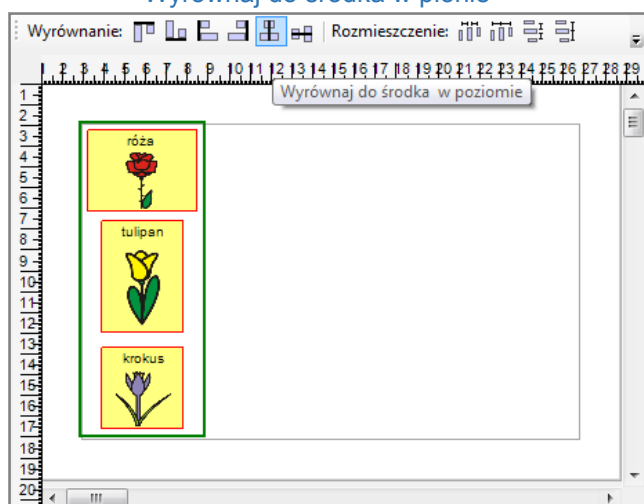 Wyrównaj do środka w pionie
Wyrównanie: Rozmieszczenie:
1 2 3 4 5 6 7 8 9 10 11 12 13 14 15 16 17 18 19 20 21 22 23 24 25 26 27 28 29
Wyrównaj do środka w poziomie
1
2
3
róża
4
5
6
7
tulipan
8
9
10
11
12
13
krokus
14
15
16
17
18
19
20